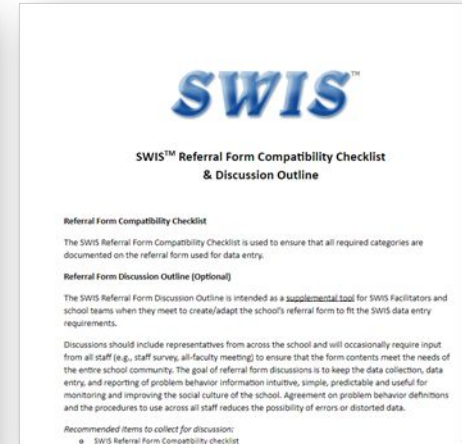 SWIS™
SWIS™ Referral Form Compatibility Checklist
& Discussion Outline
Referral Form Compatibility Checklist
The SWIS Referral Form Compatibility Checklist is used to ensure that all required categories are
documented on the referral form used for data entry.
Referral Form Discussion Outline (Optional)
The SWIS Referral Form Discussion Outline is intended as a supplemental tool for SWIS Facilitators and
school teams when they meet to create/adapt the school's referral form to fit the SWIS data entry
requirements.
Discussions should include representatives from across the school and will occasionally require input
from all staff (e.g., staff survey, all-faculty meeting) to ensure that the form contents meet the needs of
the entire school community. The goal of referral form discussions is to keep the data collection, data
entry, and reporting of problem behavior information intuitive, simple, predictable and useful for
monitoring and improving the social culture of the school. Agreement on problem behavior definitions
and the procedures to use across all staff reduces the possibility of errors or distorted data.
Recommended items to collect for discussion:
o SWIS Referral Form Compatibility checklist